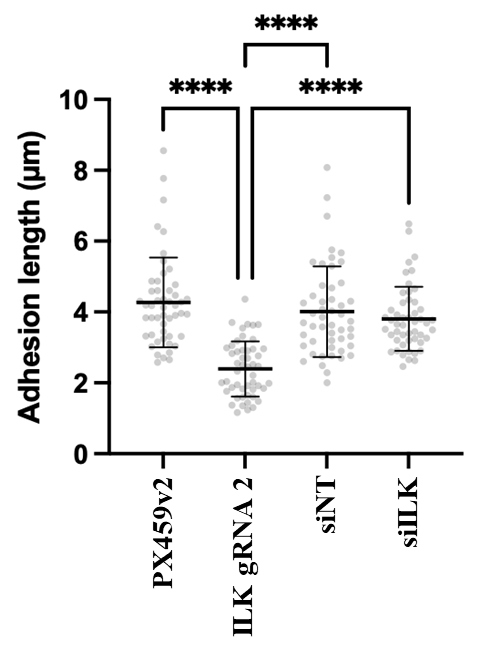 ****
**** ****
Adhesion length (µm)
10
8
6
4
2
0
PX459v2
ILK gRNA 2
siNT
siILK